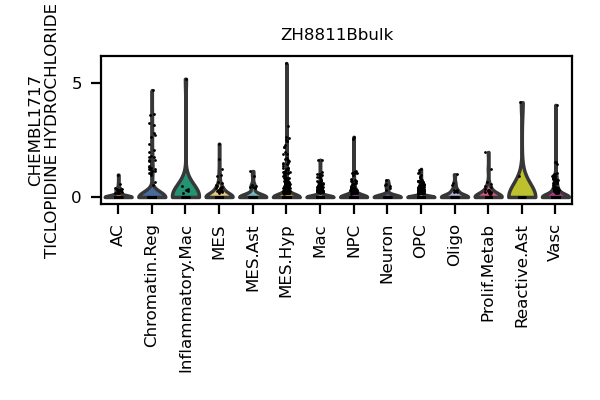 ZH8811Bbulk
CHEMBL1717
TICLOPIDINE HYDROCHLORIDE
5
0
AC
Chromatin.Reg
Inflammatory.Mac
MES
MES.Ast
MES.Hyp
Mac
NPC
Neuron
OPC
Oligo
Prolif.Metab
Reactive.Ast
Vasc